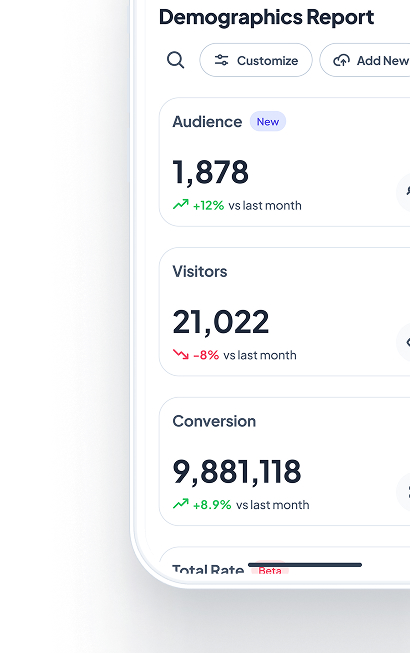 Demographics Report
Customize
Add New
Audience New
1,878
+12% vs last month
Visitors
21,022
-8% vs last month
Conversion
9,881,118
+8.9% vs last month
Total Rate Beta